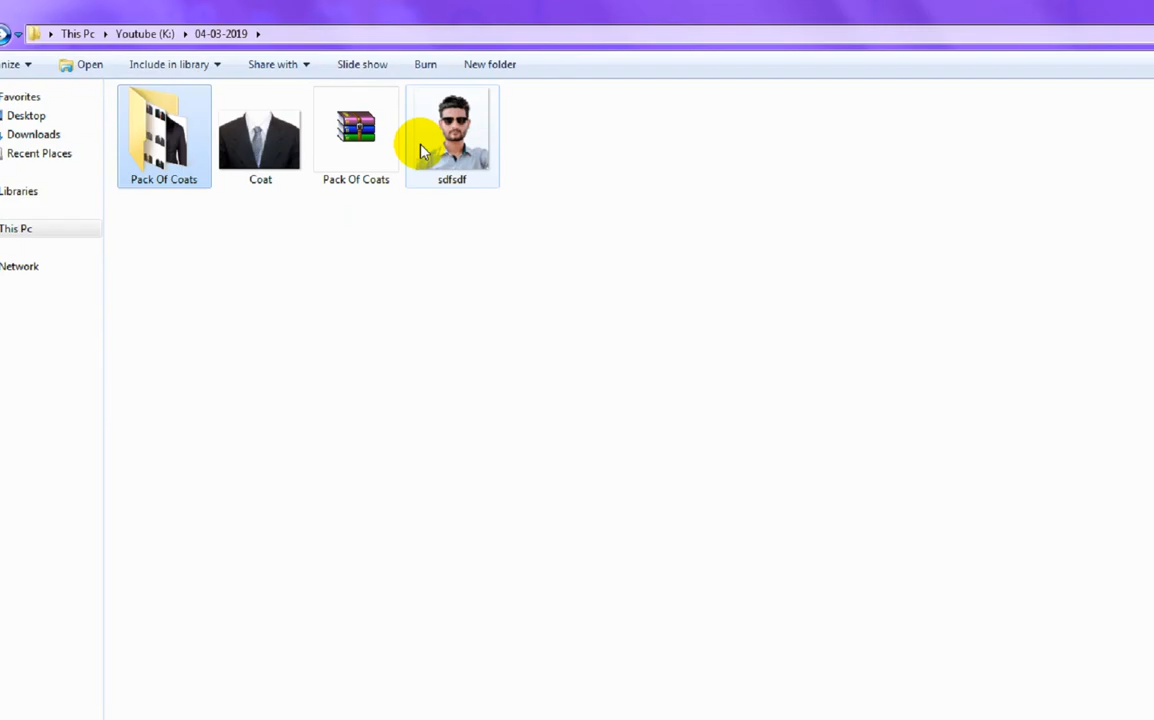 This Pc Youtube (K:) 04-03-2019
nize Open Include in library Share with Slide show Burn New folder
Favorites
Desktop
Downloads
Recent Places
Libraries
This Pc
Network
Pack Of Coats Coat Pack Of Coats sdfsdf